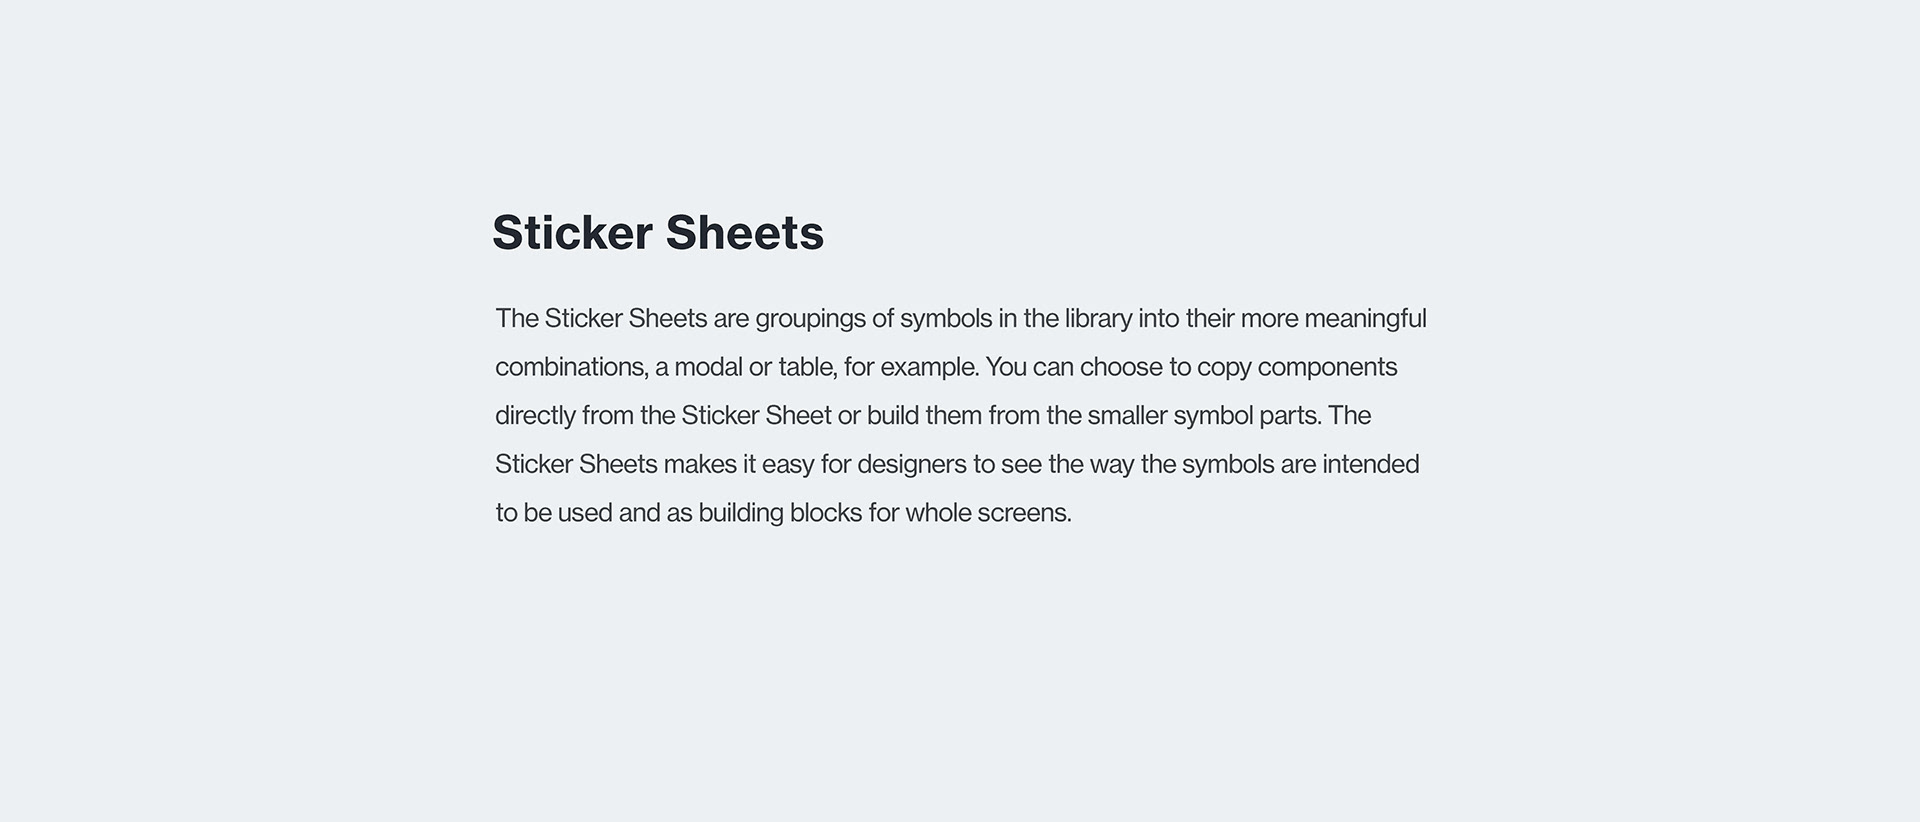 Sticker Sheets
The Sticker Sheets are groupings of symbols in the library into their more meaningful
combinations, a modal or table, for example. You can choose to copy components
directly from the Sticker Sheet or build them from the smaller symbol parts. The
Sticker Sheets makes it easy for designers to see the way the symbols are intended
to be used and as building blocks for whole screens.